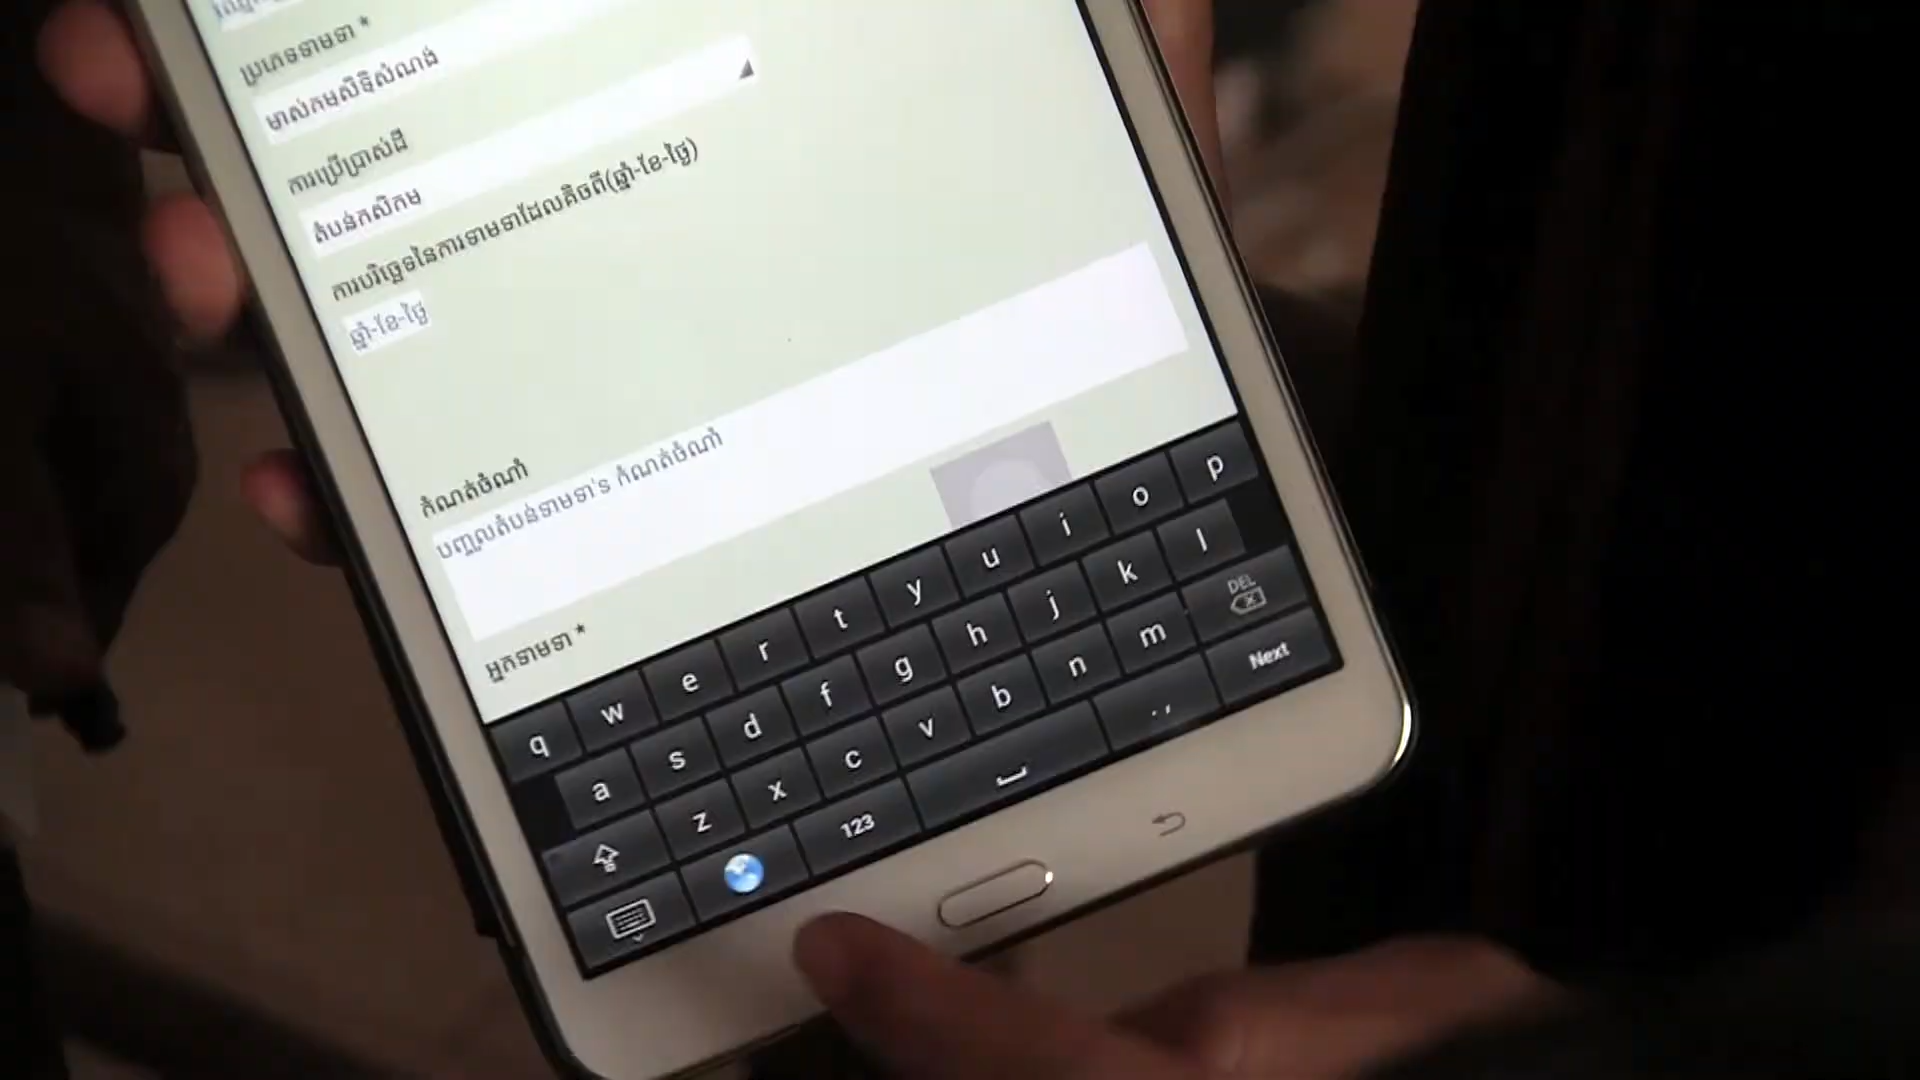 ប្រភេទទាមទា *
មាស់កមុសិទ្ធិសំណង់
ការប្រើប្រាស់ដី
តំបន់កសិកម
ការបរិច្ឆេទនៃការទាមទាដែលគិចពី(ឆ្នាំ-ខែ-ថ្ងៃ)
ឆ្នាំ-ខែ-ថ្ងៃ
កំណត់ចំណាំ
បញ្ចូលតំបន់ទាមទា's កំណត់ចំណាំ
អ្នកទាមទា *
q w e r t y u i o p
a s d f g h j k l
z x c v b n m DEL
123 . , Next